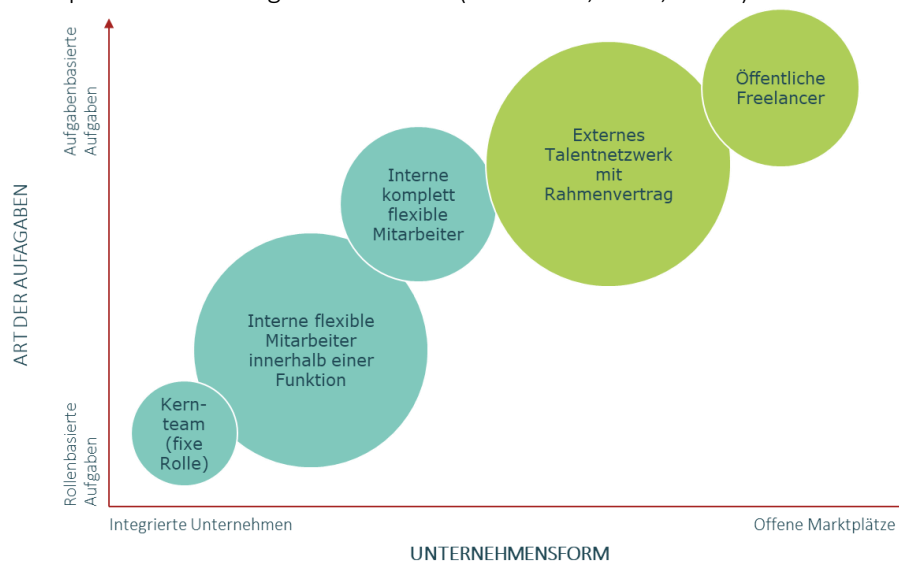 Aufgabenbasierte
Aufgaben
ART DER AUFAGABEN
Rollenbasierte
Aufgaben
Öffentliche
Freelancer
Externes
Talentnetzwerk
mit
Rahmenvertrag
Interne
komplett
flexible
Mitarbeiter
Interne flexible
Mitarbeiter
innerhalb einer
Funktion
Kern-
team
(fixe
Rolle)
Integrierte Unternehmen
Offene Marktplätze
UNTERNEHMENSFORM